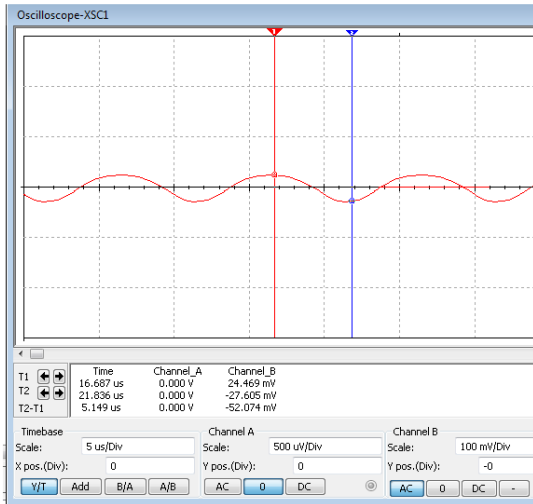 Oscilloscope-XSC1
1 2
Time Channel_A Channel_B
T1 16.687 us 0.000 V 24.469 mV
T2 21.836 us 0.000 V -27.605 mV
T2-T1 5.149 us 0.000 V -52.074 mV
Timebase Channel A Channel B
Scale: 5 us/Div Scale: 500 uV/Div Scale: 100 mV/Div
X pos.(Div): 0 Y pos.(Div): 0 Y pos.(Div): -0
Y/T Add B/A A/B AC 0 DC AC 0 DC -